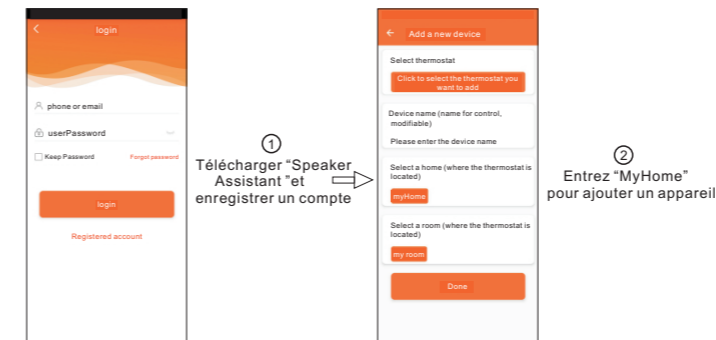 login
phone or email
userPassword
Keep Password
Forgot password
login
Registered account
①
Télécharger “Speaker
Assistant ”et
enregistrer un compte
Add a new device
Select thermostat
Click to select the thermostat you
want to add
Device name (name for control,
modifiable)
Please enter the device name
Select a home (where the thermostat is
located)
myHome
Select a room (where the thermostat is
located)
my room
Done
②
Entrez “MyHome”
pour ajouter un appareil